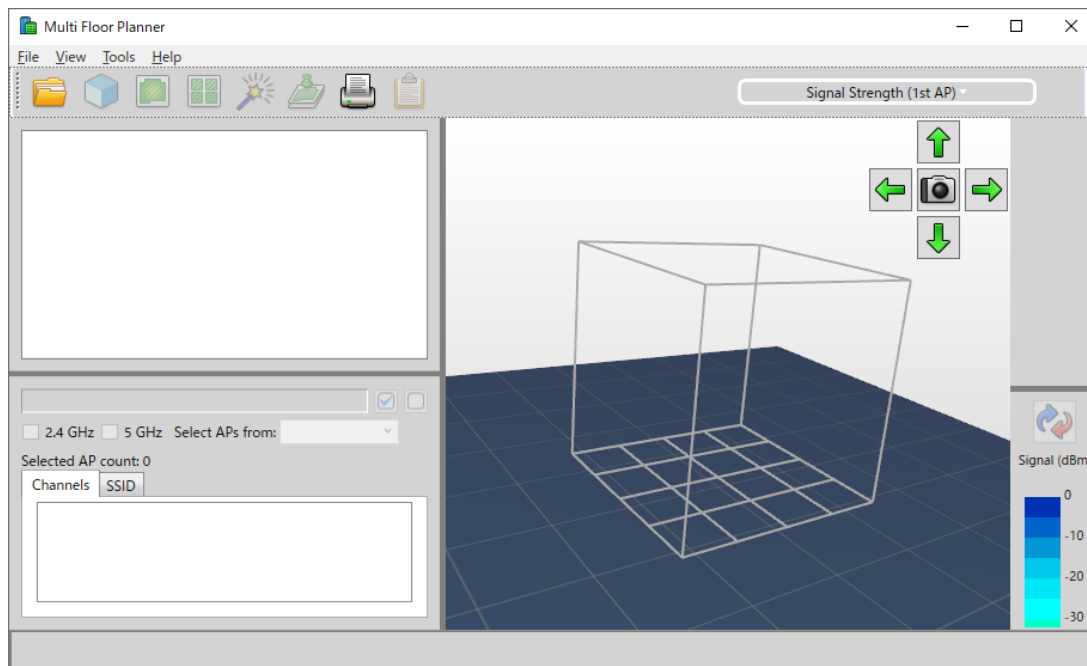 Multi Floor Planner
File View Tools Help
Signal Strength (1st AP)
2.4 GHz 5 GHz Select APs from:
Selected AP count: 0
Channels SSID
Signal (dBm
0
-10
-20
-30